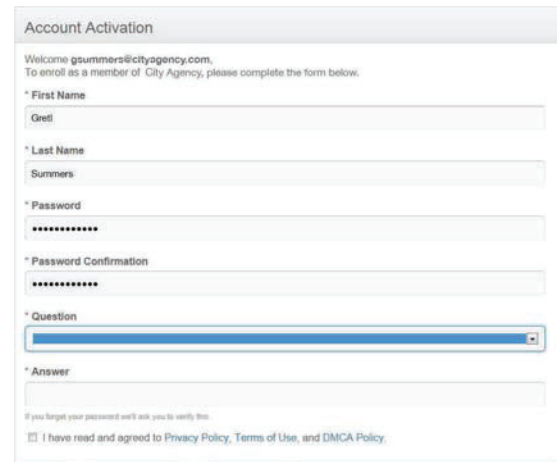 Account Activation
Welcome gsummers@cityagency.com,
To enroll as a member of City Agency, please complete the form below.
* First Name
Gretl
* Last Name
Summers
* Password
••••••••••••
* Password Confirmation
••••••••••••
* Question
* Answer
If you forget your password we'll ask you to verify this
I have read and agreed to Privacy Policy, Terms of Use, and DMCA Policy.